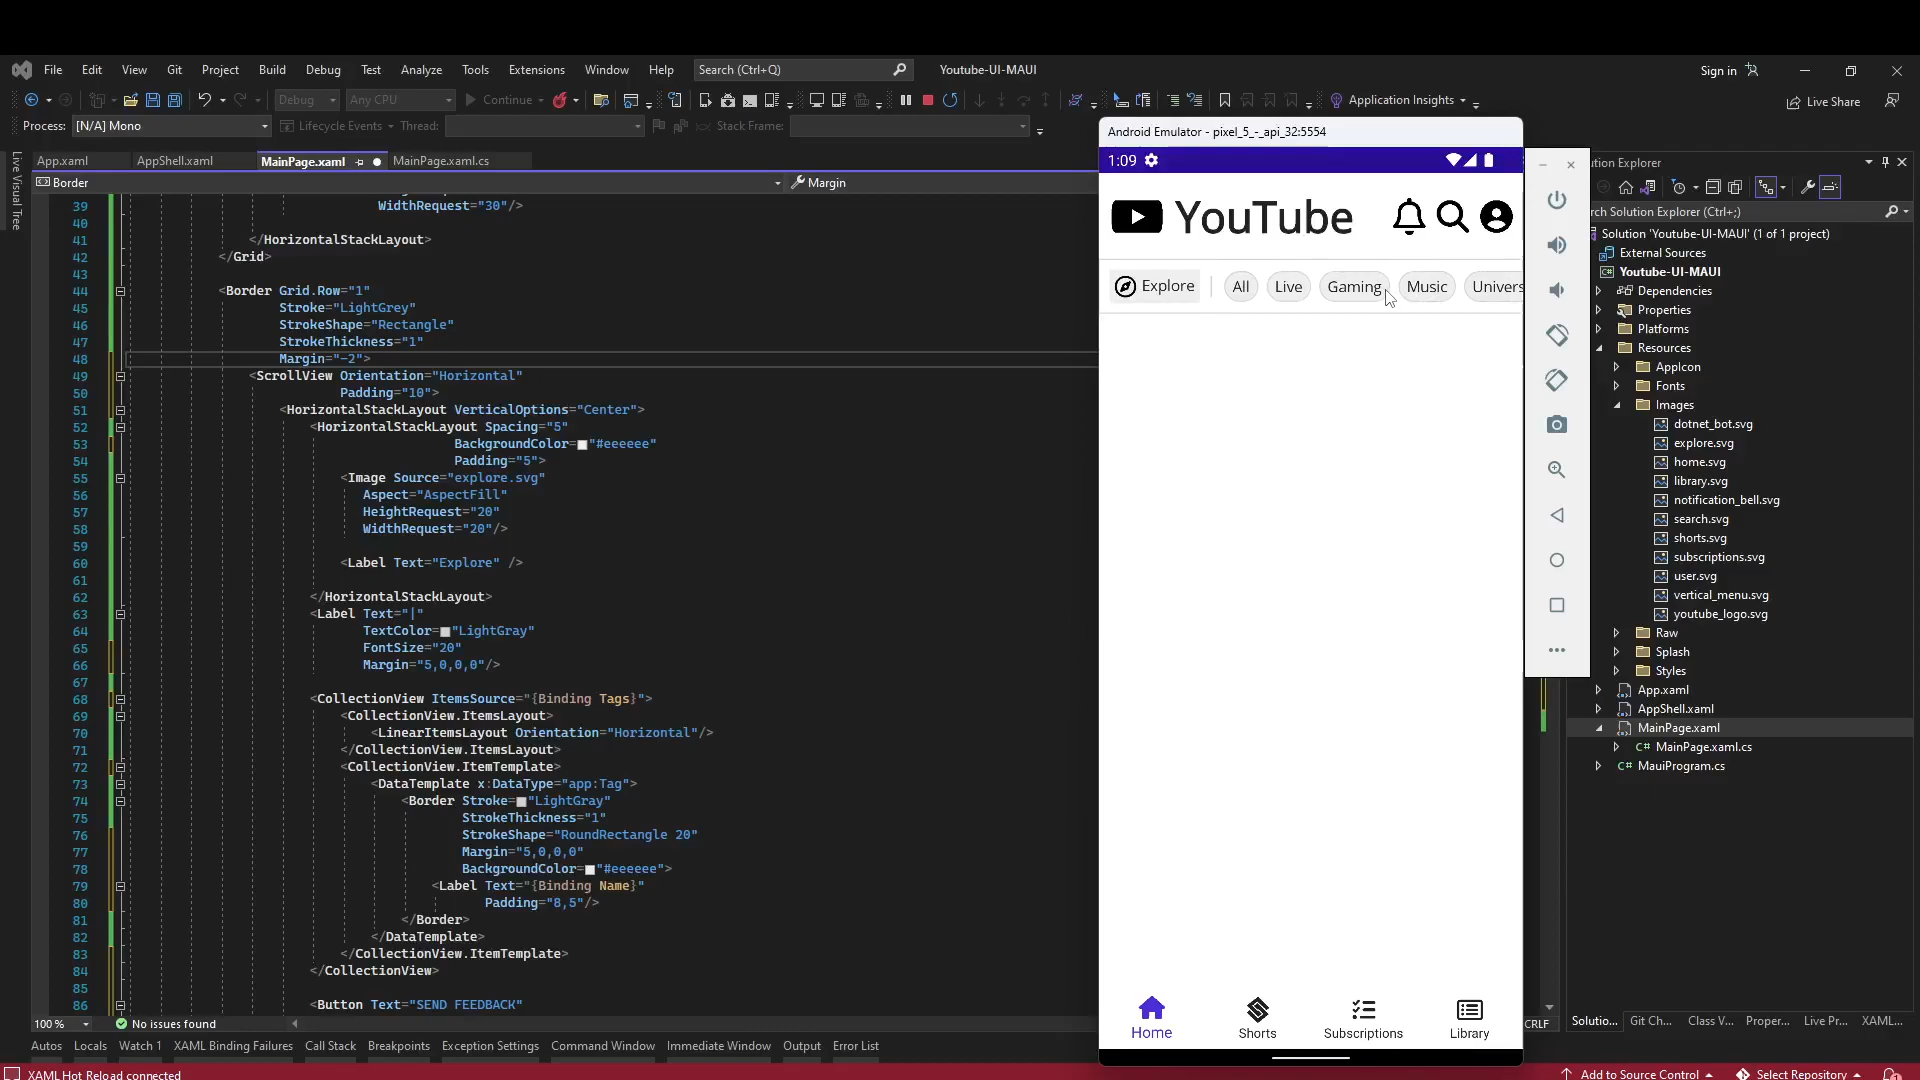 File Edit View Git Project Build Debug Test Analyze Tools Extensions Window Help Search (Ctrl+Q) Youtube-UI-MAUI Sign in
Debug Any CPU Continue Application Insights Live Share
Process: [N/A] Mono Lifecycle Events Thread: Stack Frame:
Live Visual Tree
App.xaml AppShell.xaml MainPage.xaml MainPage.xaml.cs
Border Margin
39 WidthRequest="30"/>
40
41 </HorizontalStackLayout>
42 </Grid>
43
44 <Border Grid.Row="1"
45 Stroke="LightGrey"
46 StrokeShape="Rectangle"
47 StrokeThickness="1"
48 Margin="-2">
49 <ScrollView Orientation="Horizontal"
50 Padding="10">
51 <HorizontalStackLayout VerticalOptions="Center">
52 <HorizontalStackLayout Spacing="5"
53 BackgroundColor="#eeeeee"
54 Padding="5">
55 <Image Source="explore.svg"
56 Aspect="AspectFill"
57 HeightRequest="20"
58 WidthRequest="20"/>
59
60 <Label Text="Explore" />
61
62 </HorizontalStackLayout>
63 <Label Text="|"
64 TextColor="LightGray"
65 FontSize="20"
66 Margin="5,0,0,0"/>
67
68 <CollectionView ItemsSource="{Binding Tags}">
69 <CollectionView.ItemsLayout>
70 <LinearItemsLayout Orientation="Horizontal"/>
71 </CollectionView.ItemsLayout>
72 <CollectionView.ItemTemplate>
73 <DataTemplate x:DataType="app:Tag">
74 <Border Stroke="LightGray"
75 StrokeThickness="1"
76 StrokeShape="RoundRectangle 20"
77 Margin="5,0,0,0"
78 BackgroundColor="#eeeeee">
79 <Label Text="{Binding Name}"
80 Padding="8,5"/>
81 </Border>
82 </DataTemplate>
83 </CollectionView.ItemTemplate>
84 </CollectionView>
85
86 <Button Text="SEND FEEDBACK"
100 % No issues found CRLF
Autos Locals Watch 1 XAML Binding Failures Call Stack Breakpoints Exception Settings Command Window Immediate Window Output Error List
XAML Hot Reload connected Add to Source Control Select Repository
Android Emulator - pixel_5_-_api_32:5554
1:09
YouTube
Explore | All Live Gaming Music Univers
Home Shorts Subscriptions Library
ution Explorer
rch Solution Explorer (Ctrl+;)
Solution 'Youtube-UI-MAUI' (1 of 1 project)
External Sources
Youtube-UI-MAUI
Dependencies
Properties
Platforms
Resources
AppIcon
Fonts
Images
dotnet_bot.svg
explore.svg
home.svg
library.svg
notification_bell.svg
search.svg
shorts.svg
subscriptions.svg
user.svg
vertical_menu.svg
youtube_logo.svg
Raw
Splash
Styles
App.xaml
AppShell.xaml
MainPage.xaml
C# MainPage.xaml.cs
C# MauiProgram.cs
Solutio... Git Ch... Class V... Proper... Live Pr... XAML...